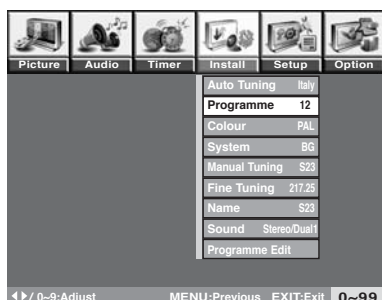 Picture Audio Timer Install Setup Option
Auto Tuning Italy
Programme 12
Colour PAL
System BG
Manual Tuning S23
Fine Tuning 217.25
Name S23
Sound Stereo/Dual1
Programme Edit
/ 0~9:Adjust MENU:Previous EXIT:Exit 0~99